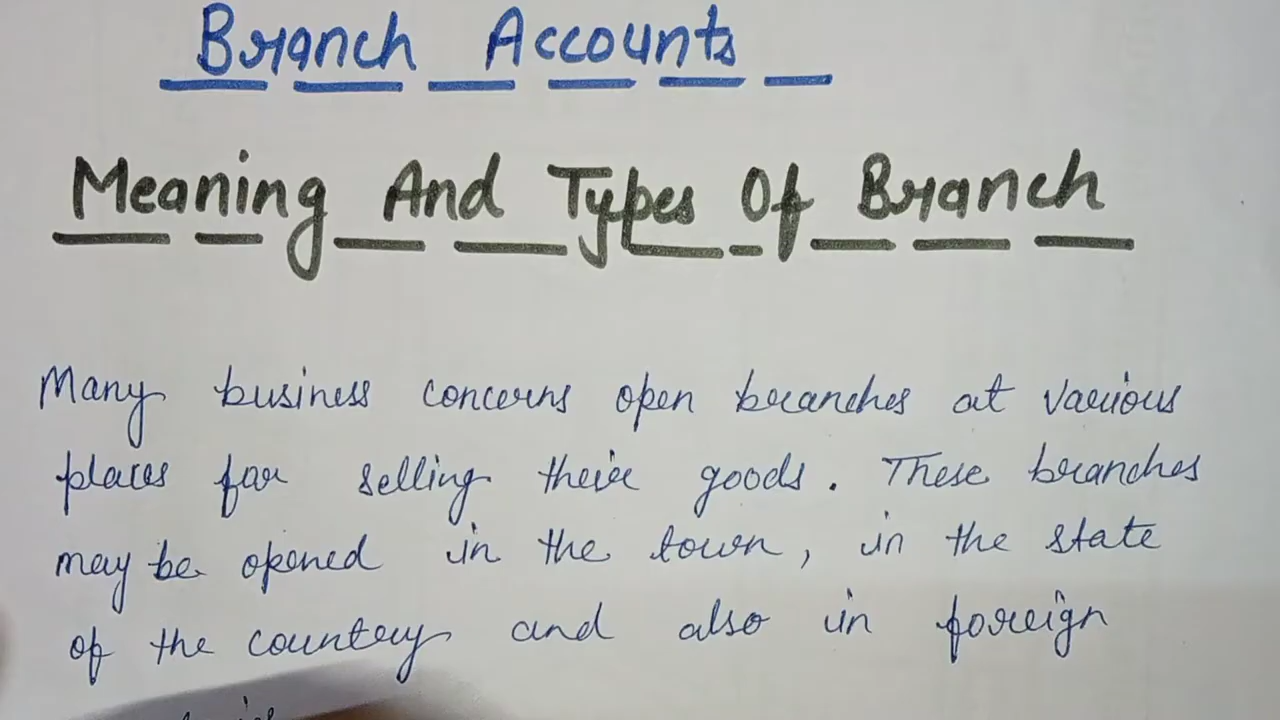 Branch Accounts
Meaning And Types Of Branch
Many business concerns open branches at various
places for selling their goods. These branches
may be opened in the town, in the state
of the country and also in foreign